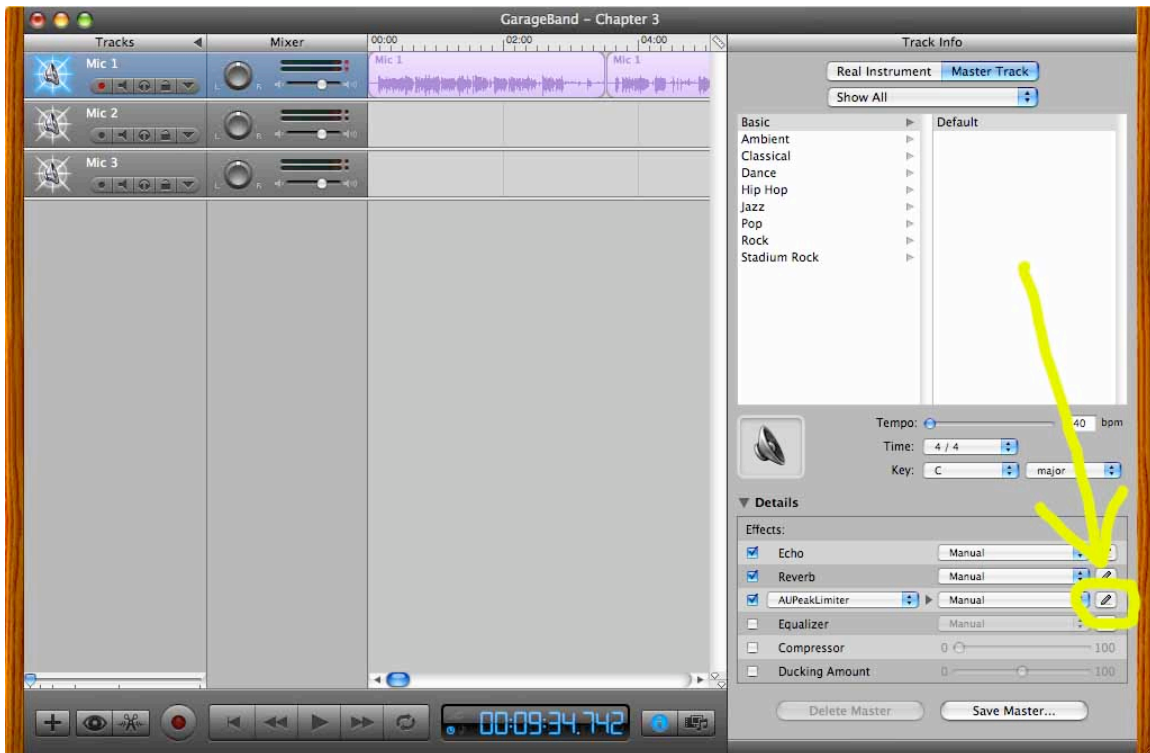 GarageBand – Chapter 3
Tracks Mixer 00:00 02:00 04:00 Track Info
Mic 1 Mic 1 Mic 1
L R
Mic 2
L R
Mic 3
L R
Real Instrument Master Track
Show All
Basic Default
Ambient
Classical
Dance
Hip Hop
Jazz
Pop
Rock
Stadium Rock
Tempo: 40 bpm
Time: 4 / 4
Key: C major
Details
Effects:
Echo Manual
Reverb Manual
AUPeakLimiter Manual
Equalizer Manual
Compressor 0 100
Ducking Amount 0 100
00:09:34.742
Delete Master Save Master...